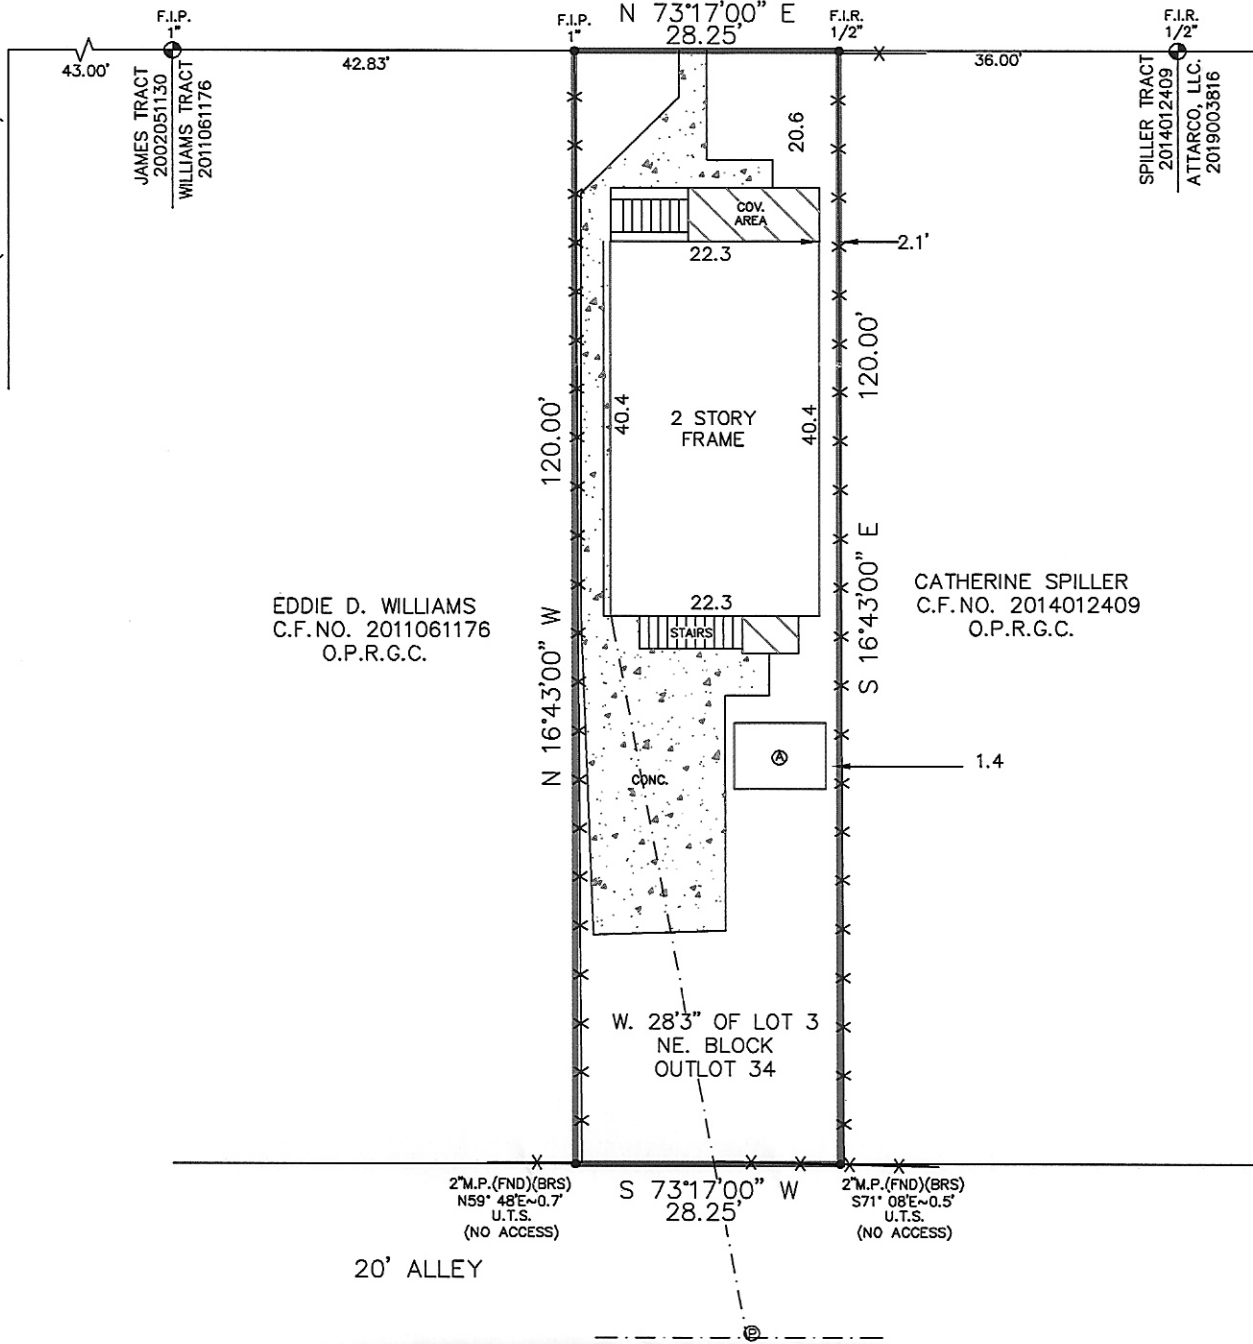 N 73°17'00" E
28.25'
F.I.P.
1"
F.I.P.
1"
F.I.R.
1/2"
F.I.R.
1/2"
43.00'
42.83'
36.00'
JAMES TRACT
2002051130
WILLIAMS TRACT
2011061176
SPILLER TRACT
2014012409
ATTARCO, LLC.
2019003816
20.6
COV.
AREA
22.3
2.1'
120.00'
120.00'
40.4
2 STORY
FRAME
40.4
N 16°43'00" W
S 16°43'00" E
EDDIE D. WILLIAMS
C.F. NO. 2011061176
O.P.R.G.C.
CATHERINE SPILLER
C.F. NO. 2014012409
O.P.R.G.C.
22.3
STAIRS
A
1.4
CONC.
W. 28'3" OF LOT 3
NE. BLOCK
OUTLOT 34
2"M.P.(FND)(BRS)
N59° 48'E~0.7'
U.T.S.
(NO ACCESS)
S 73°17'00" W
28.25'
2"M.P.(FND)(BRS)
S71° 08'E~0.5'
U.T.S.
(NO ACCESS)
20' ALLEY
P